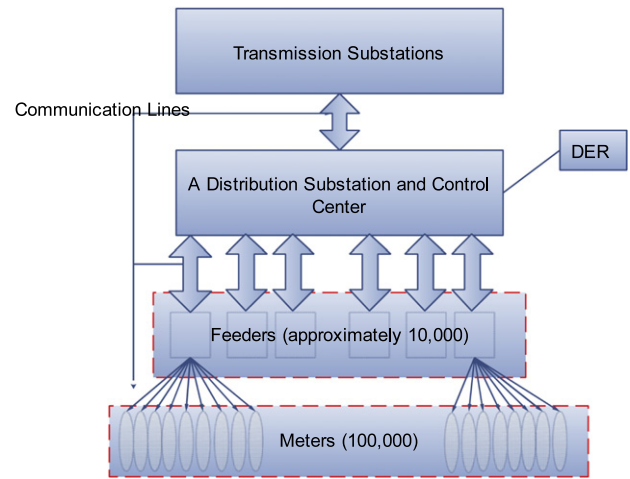 Transmission Substations
Communication Lines
DER
A Distribution Substation and Control
Center
Feeders (approximately 10,000)
Meters (100,000)